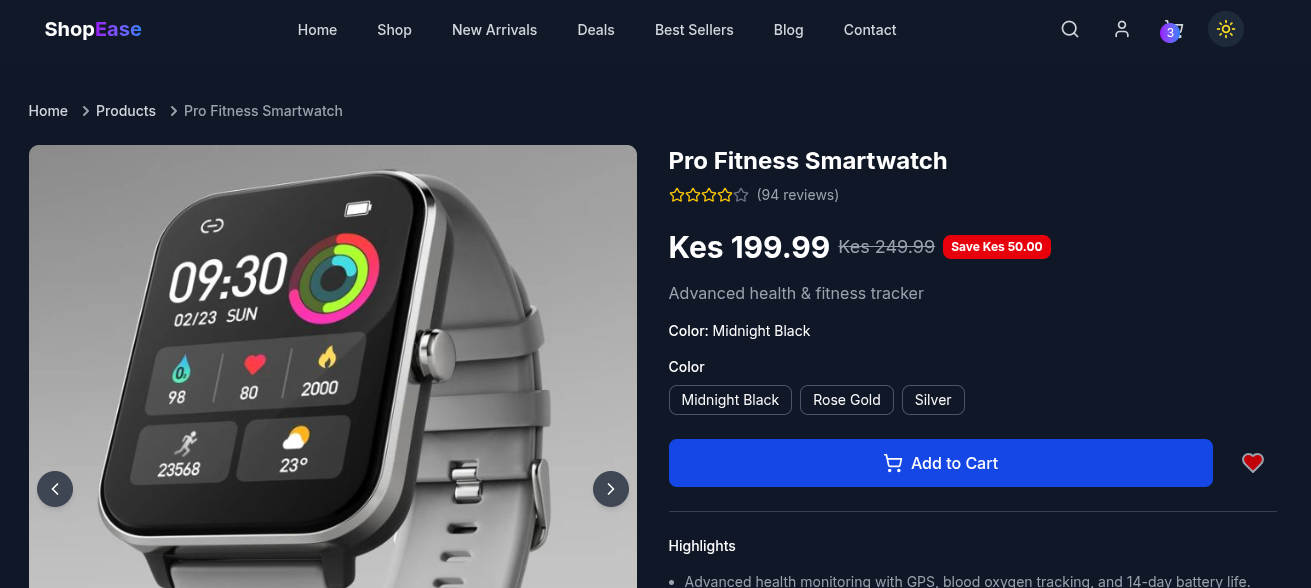 ShopEase
Home
Shop
New Arrivals
Deals
Best Sellers
Blog
Contact
3
Home
Products
Pro Fitness Smartwatch
09:30
02/23 SUN
O₂
98
80
2000
23568
23°
Pro Fitness Smartwatch
(94 reviews)
Kes 199.99 Kes 249.99 Save Kes 50.00
Advanced health & fitness tracker
Color: Midnight Black
Color
Midnight Black
Rose Gold
Silver
Add to Cart
Highlights
• Advanced health monitoring with GPS, blood oxygen tracking, and 14-day battery life.